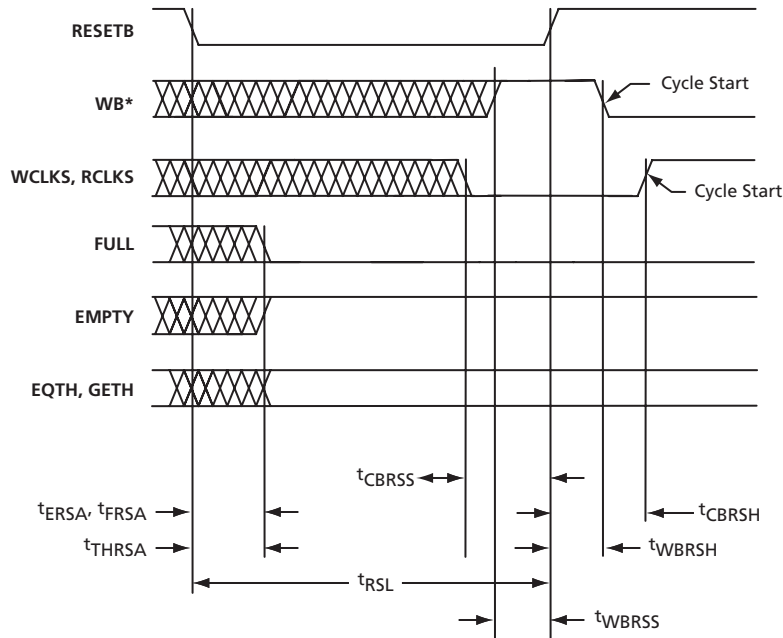 RESETB
WB*
Cycle Start
WCLKS, RCLKS
Cycle Start
FULL
EMPTY
EQTH, GETH
tCBRSS
tERSA, tFRSA
tCBRSH
tTHRSA
tWBRSH
tRSL
tWBRSS